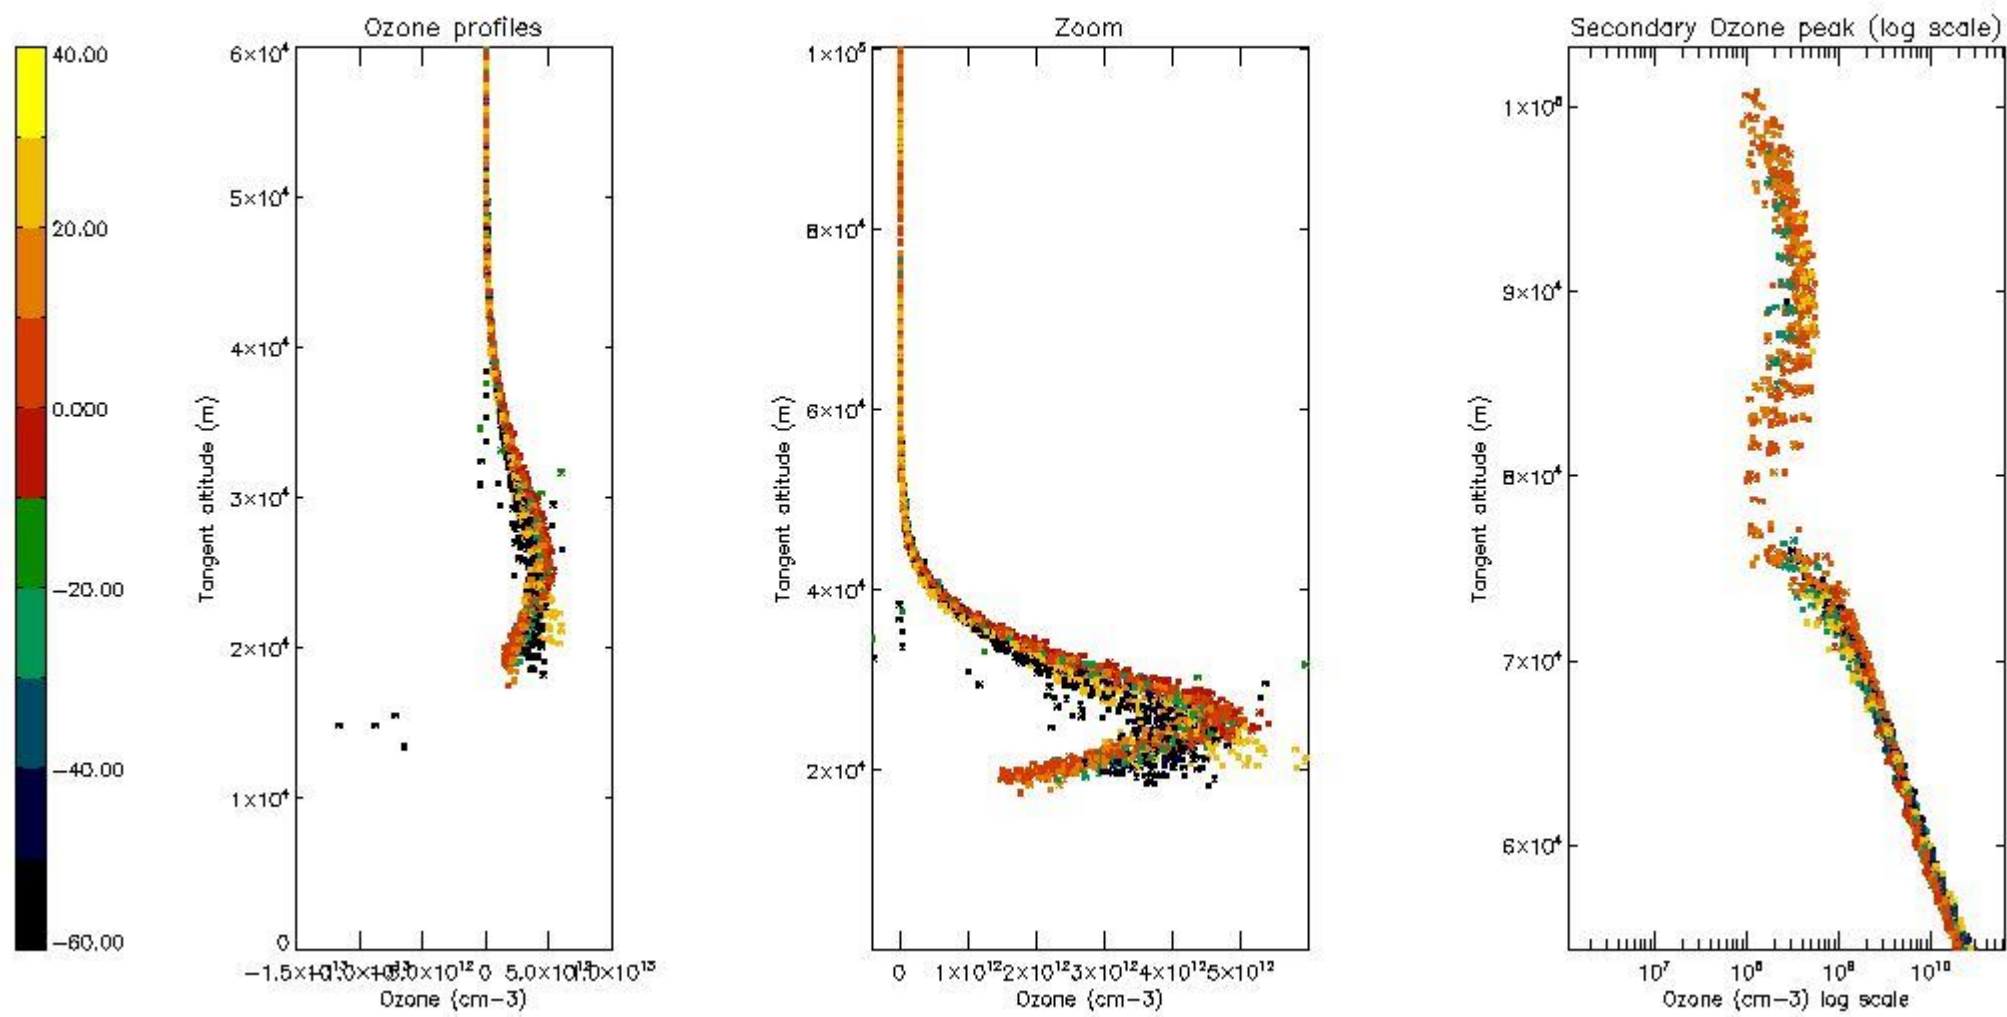 Ozone profiles
Zoom
Secondary Ozone peak (log scale)
40.00
20.00
0.000
−20.00
−40.00
−60.00
6×10⁴
5×10⁴
4×10⁴
3×10⁴
2×10⁴
1×10⁴
0
Tangent altitude (m)
0
Ozone (cm−3)
1×10⁵
8×10⁴
6×10⁴
4×10⁴
2×10⁴
Tangent altitude (m)
0 1×10¹² 2×10¹² 3×10¹² 4×10¹² 5×10¹²
Ozone (cm−3)
9×10⁴
8×10⁴
7×10⁴
6×10⁴
Tangent altitude (m)
10⁷ 10⁸ 10⁹ 10¹⁰
Ozone (cm−3) log scale